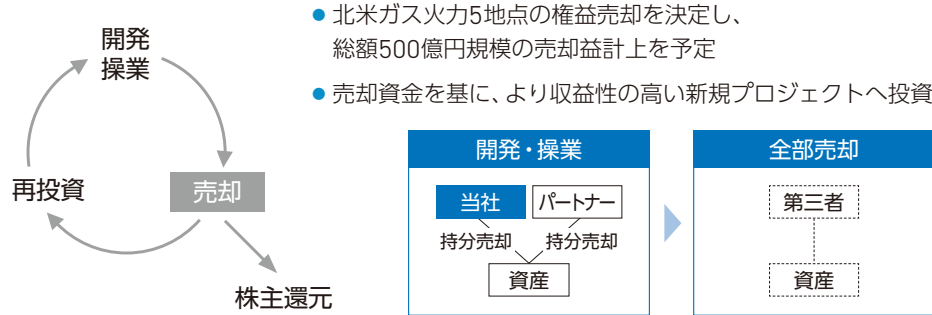 開発
操業
再投資
売却
株主還元
● 北米ガス火力5地点の権益売却を決定し、
総額500億円規模の売却益計上を予定
● 売却資金を基に、より収益性の高い新規プロジェクトへ投資
開発・操業
当社
パートナー
持分売却
持分売却
資産
全部売却
第三者
資産